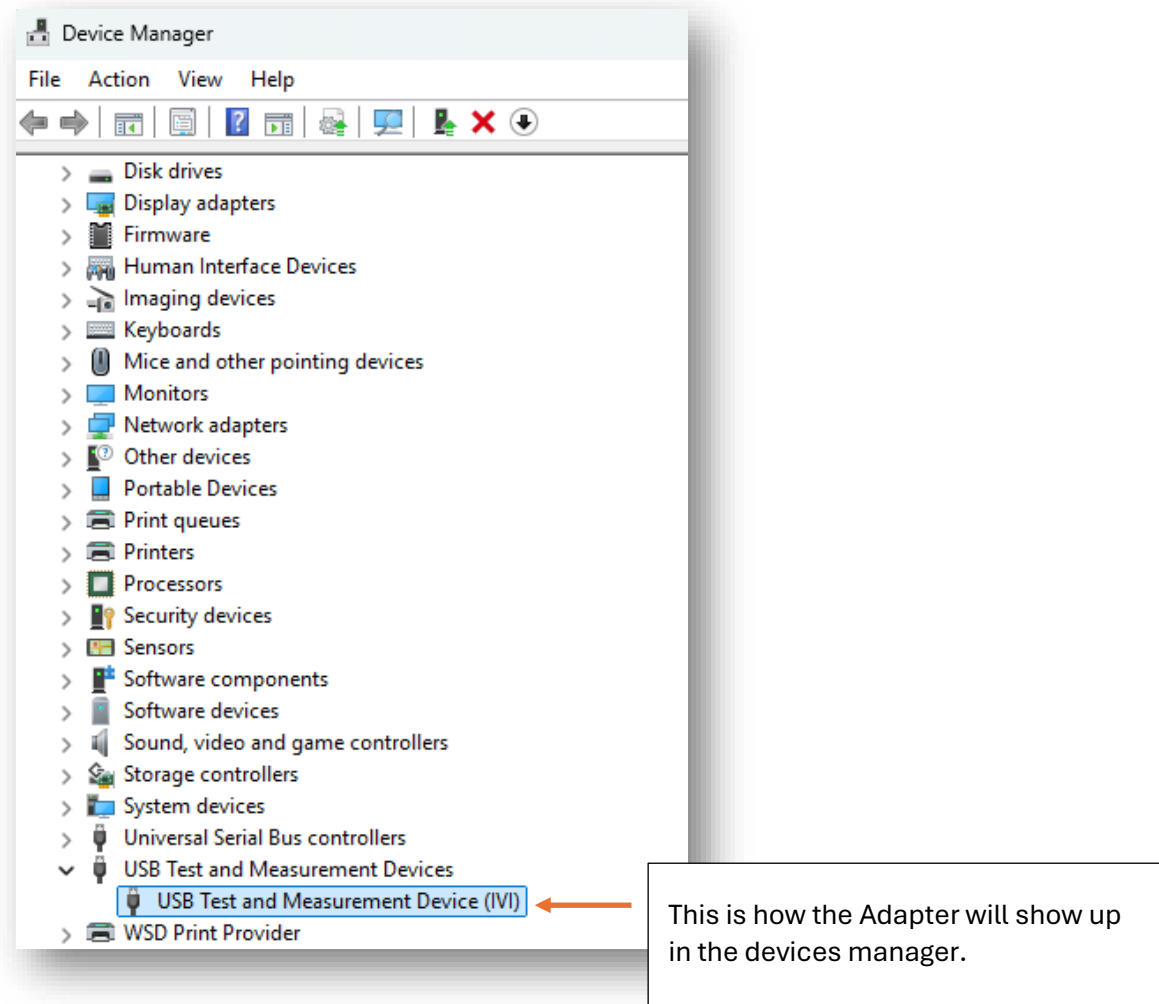 Device Manager
File Action View Help
Disk drives
Display adapters
Firmware
Human Interface Devices
Imaging devices
Keyboards
Mice and other pointing devices
Monitors
Network adapters
Other devices
Portable Devices
Print queues
Printers
Processors
Security devices
Sensors
Software components
Software devices
Sound, video and game controllers
Storage controllers
System devices
Universal Serial Bus controllers
USB Test and Measurement Devices
USB Test and Measurement Device (IVI)
WSD Print Provider
This is how the Adapter will show up
in the devices manager.